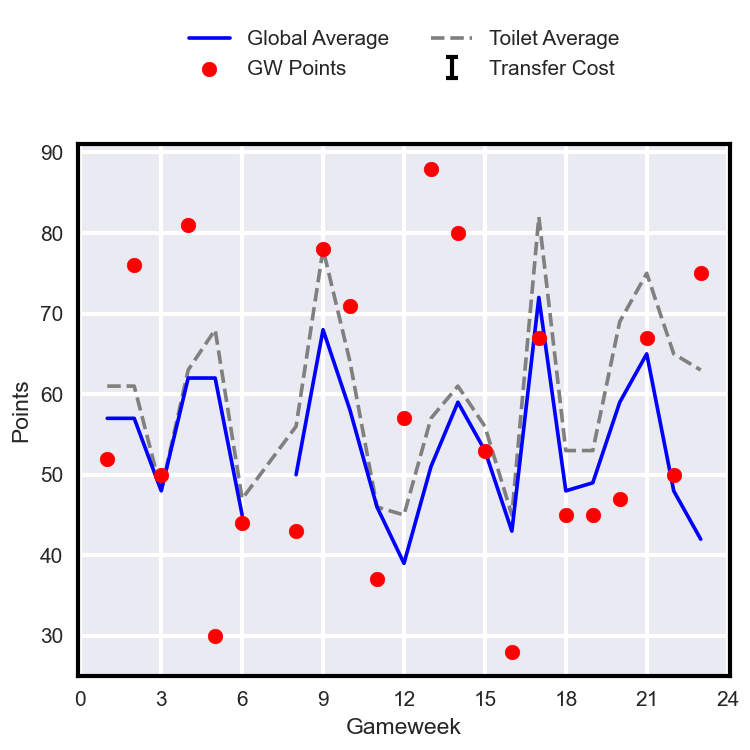 Global Average
Toilet Average
GW Points
Transfer Cost
90
80
70
60
50
40
30
Points
0 3 6 9 12 15 18 21 24
Gameweek